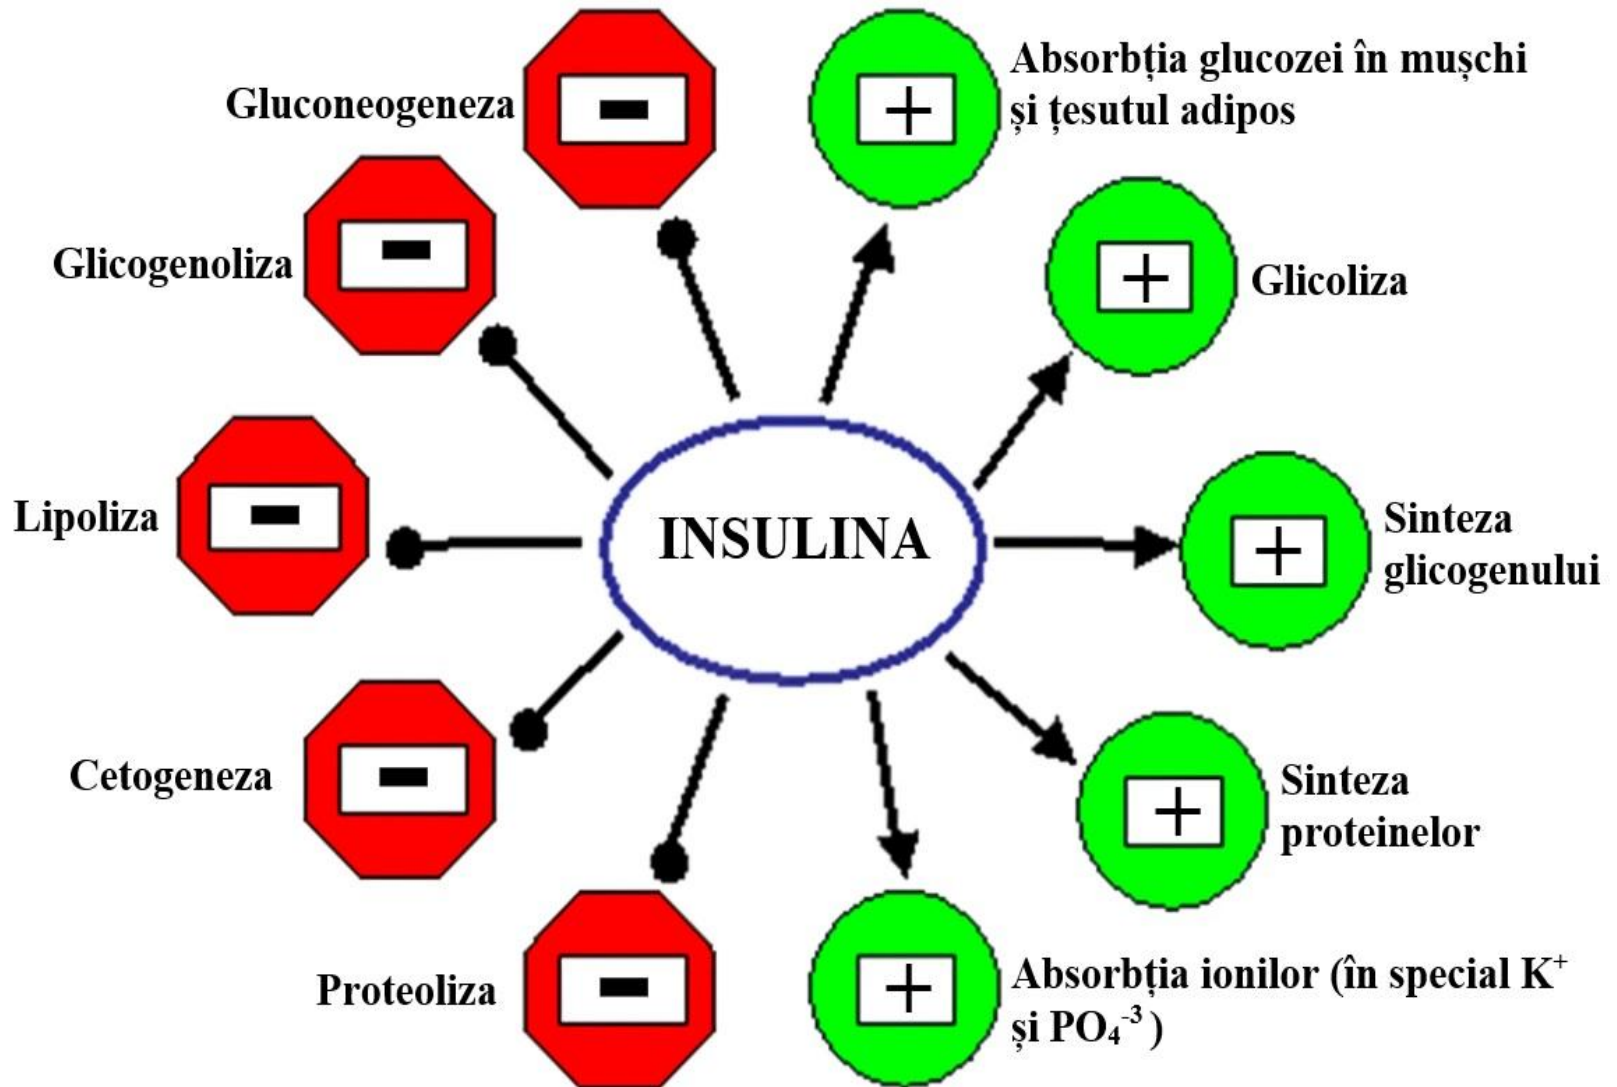 Gluconeogeneza
Absorbția glucozei în mușchi
și țesutul adipos
Glicogenoliza
Glicoliza
Lipoliza
INSULINA
Sinteza
glicogenului
Cetogeneza
Sinteza
proteinelor
Proteoliza
Absorbția ionilor (în special K⁺
și PO₄⁻³ )